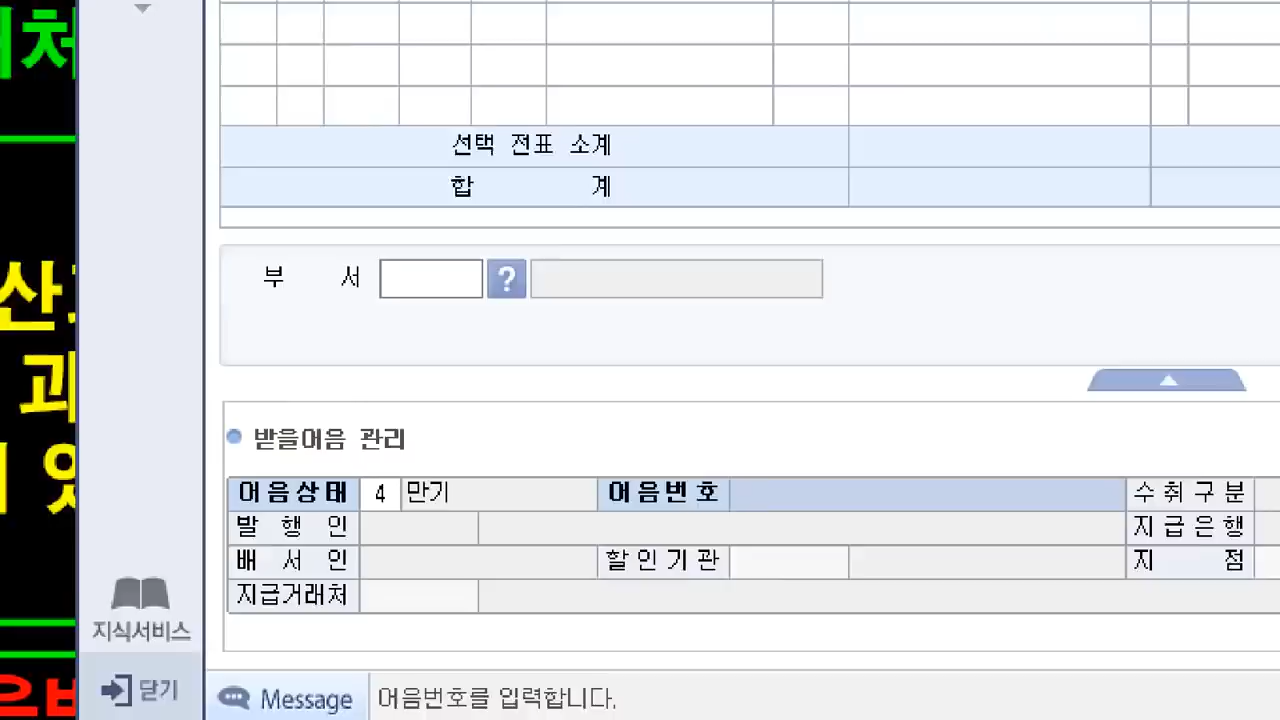 선택 전표 소계
합 계
부 서 ?
받을어음 관리
어음상태 4 만기 어음번호 수취구분
발행인 지급은행
배서인 할인기관 지 점
지급거래처
지식서비스
닫기
Message 어음번호를 입력합니다.
산
과